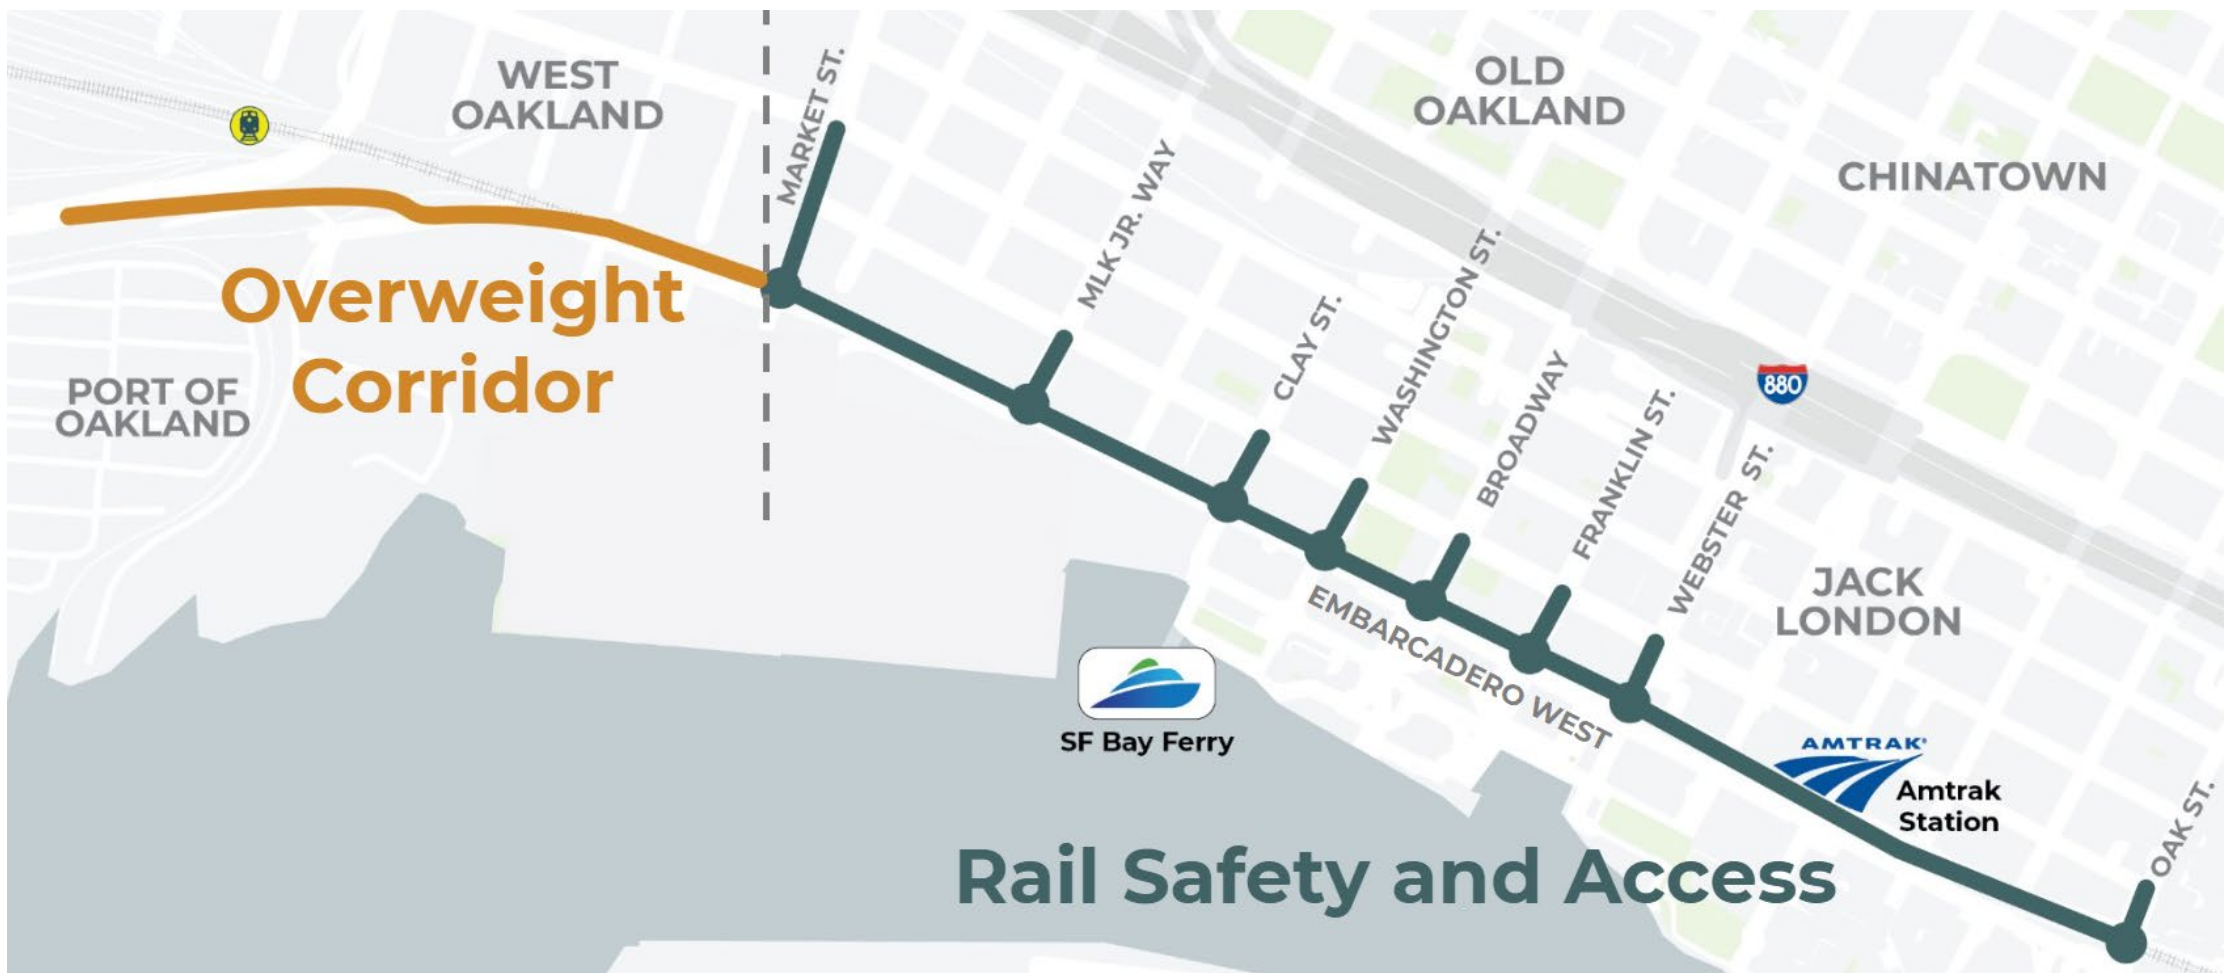 WEST
OAKLAND
MARKET ST.
OLD
OAKLAND
CHINATOWN
MLK JR. WAY
CLAY ST.
WASHINGTON ST.
BROADWAY
FRANKLIN ST.
WEBSTER ST.
880
Overweight
Corridor
PORT OF
OAKLAND
EMBARCADERO WEST
JACK
LONDON
SF Bay Ferry
AMTRAK
Amtrak
Station
OAK ST.
Rail Safety and Access